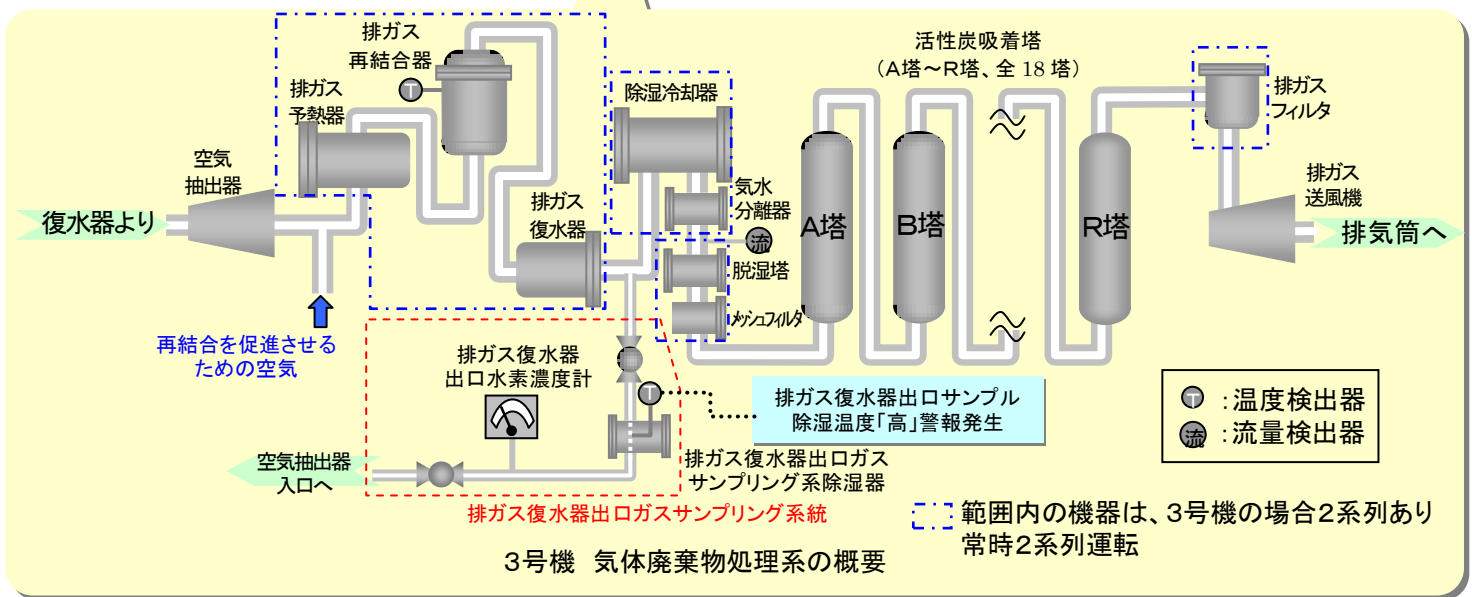 排ガス
再結合器
T
排ガス
予熱器
空気
抽出器
復水器より
再結合を促進させる
ための空気
排ガス
復水器
除湿冷却器
気水
分離器
流
脱湿塔
メッシュフィルタ
活性炭吸着塔
(A塔～R塔、全 18 塔)
A塔
B塔
R塔
排ガス
フィルタ
排ガス
送風機
排気筒へ
排ガス復水器
出口水素濃度計
T
排ガス復水器出口サンプル
除湿温度「高」警報発生
排ガス復水器出口ガス
サンプリング系除湿器
空気抽出器
入口へ
排ガス復水器出口ガスサンプリング系統
T :温度検出器
流 :流量検出器
範囲内の機器は、3号機の場合2系列あり
常時2系列運転
3号機 気体廃棄物処理系の概要